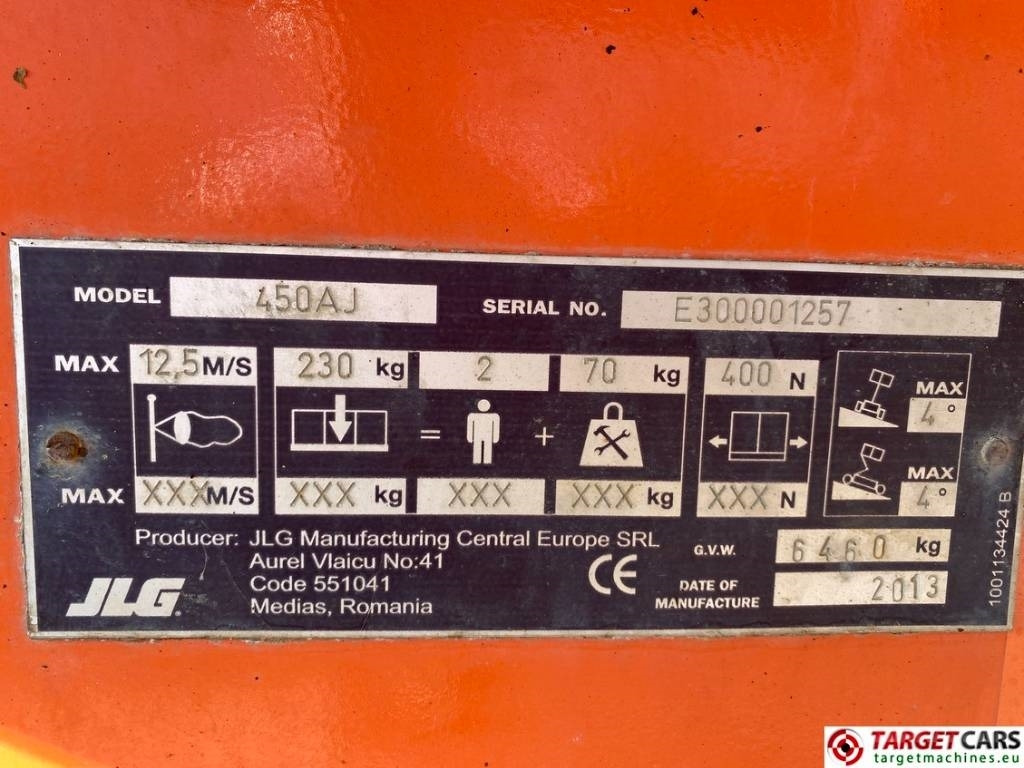 MODEL 450AJ SERIAL NO. E300001257
MAX 12,5 M/S 230 kg 2 70 kg 400 N
MAX 4°
= +
MAX 4°
MAX XXX M/S XXX kg XXX XXX kg XXX N
Producer: JLG Manufacturing Central Europe SRL
Aurel Vlaicu No:41
Code 551041
Medias, Romania
JLG
CE
G.V.W. 6460 kg
DATE OF
MANUFACTURE 2013
1001134424 B
TARGETCARS
targetmachines.eu